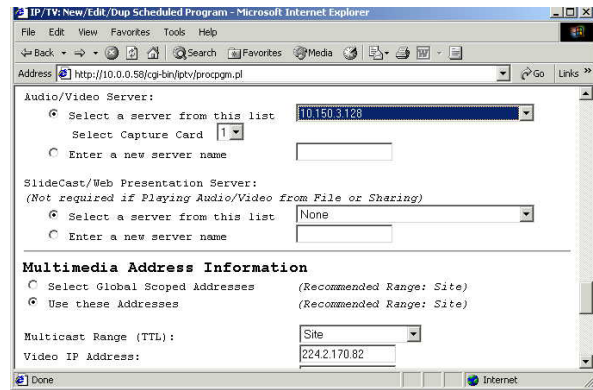 IP/TV: New/Edit/Dup Scheduled Program - Microsoft Internet Explorer
File Edit View Favorites Tools Help
Back Search Favorites Media
Address http://10.0.0.58/cgi-bin/iptv/procpgm.pl Go Links »
Audio/Video Server:
Select a server from this list 10.150.3.128
Select Capture Card 1
Enter a new server name
SlideCast/Web Presentation Server:
(Not required if Playing Audio/Video from File or Sharing)
Select a server from this list None
Enter a new server name
Multimedia Address Information
Select Global Scoped Addresses (Recommended Range: Site)
Use these Addresses (Recommended Range: Site)
Multicast Range (TTL): Site
Video IP Address: 224.2.170.82
Done Internet